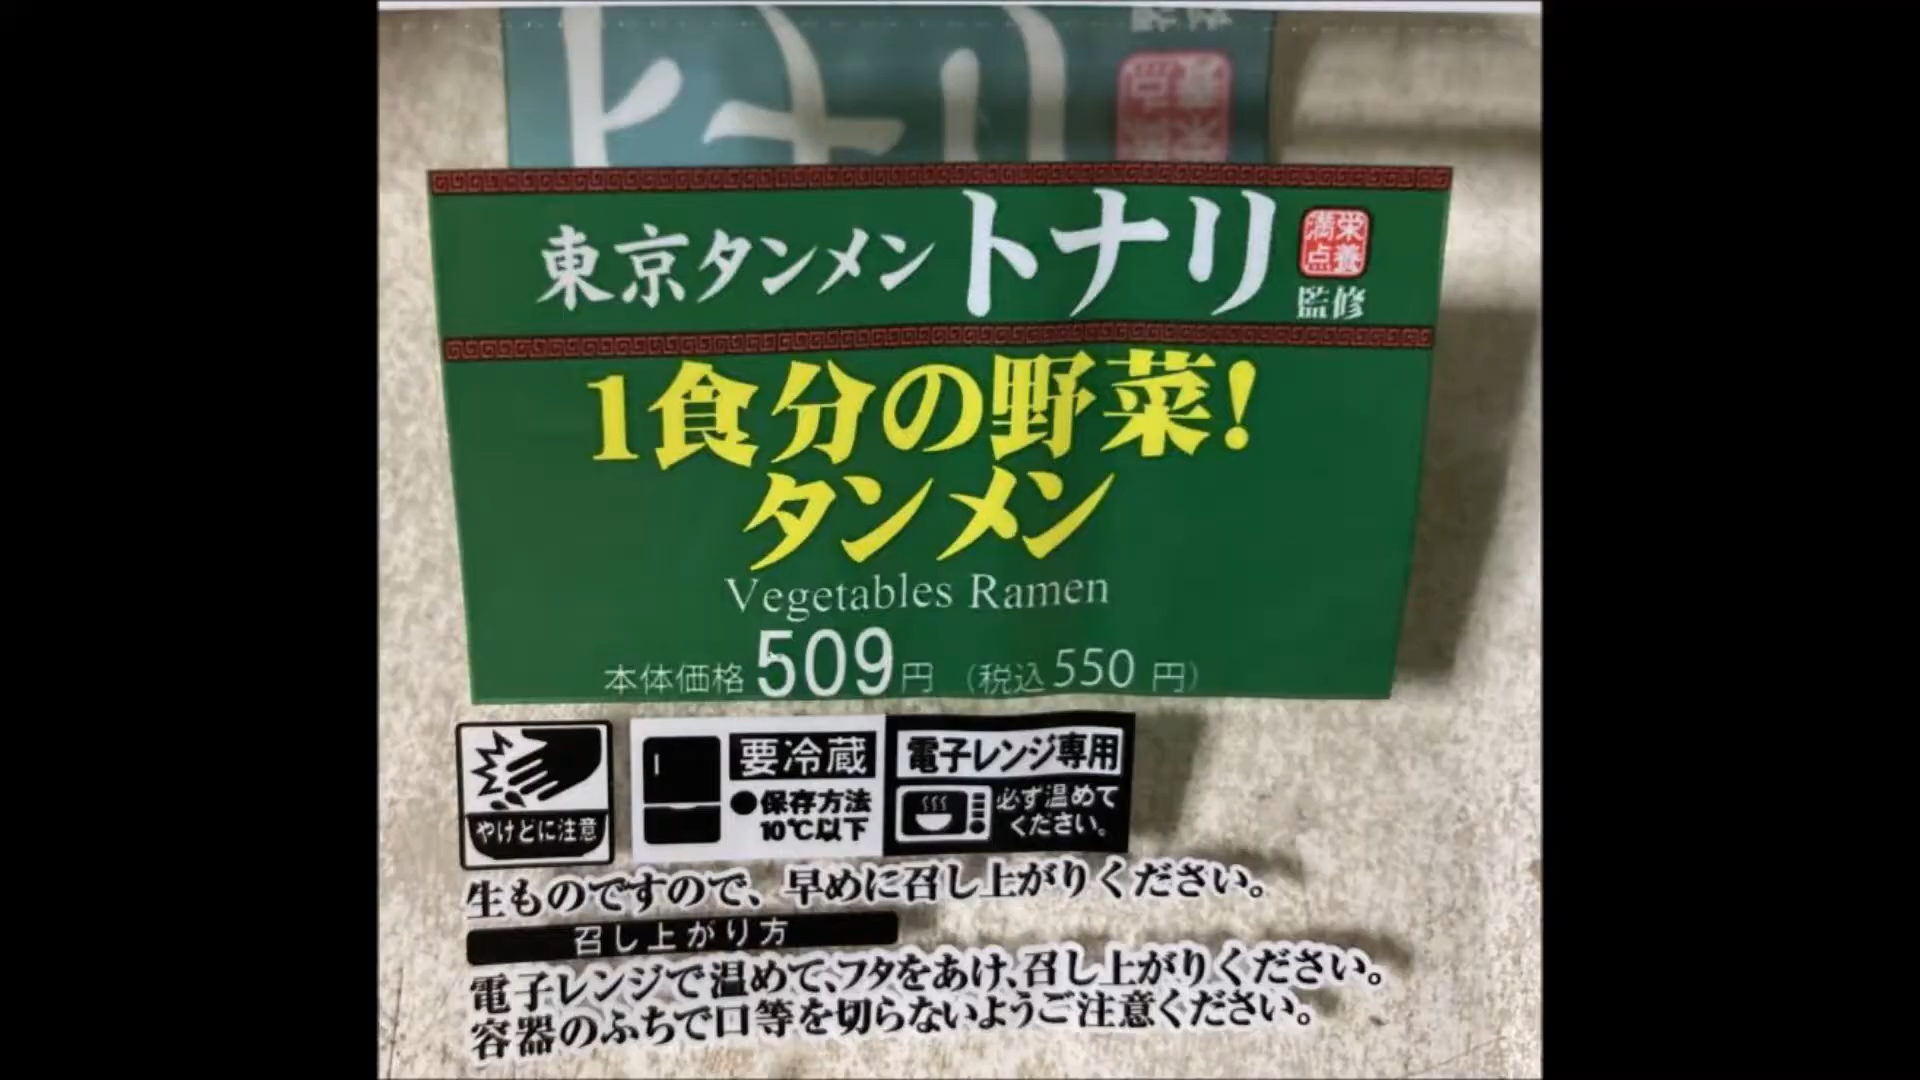 トナリ
東京タンメン トナリ 栄養満点 監修
1食分の野菜!
タンメン
Vegetables Ramen
本体価格 509円 (税込550円)
やけどに注意
要冷蔵
●保存方法
10℃以下
電子レンジ専用
必ず温めて
ください。
生ものですので、早めに召し上がりください。
召し上がり方
電子レンジで温めて、フタをあけ、召し上がりください。
容器のふちで口等を切らないようご注意ください。